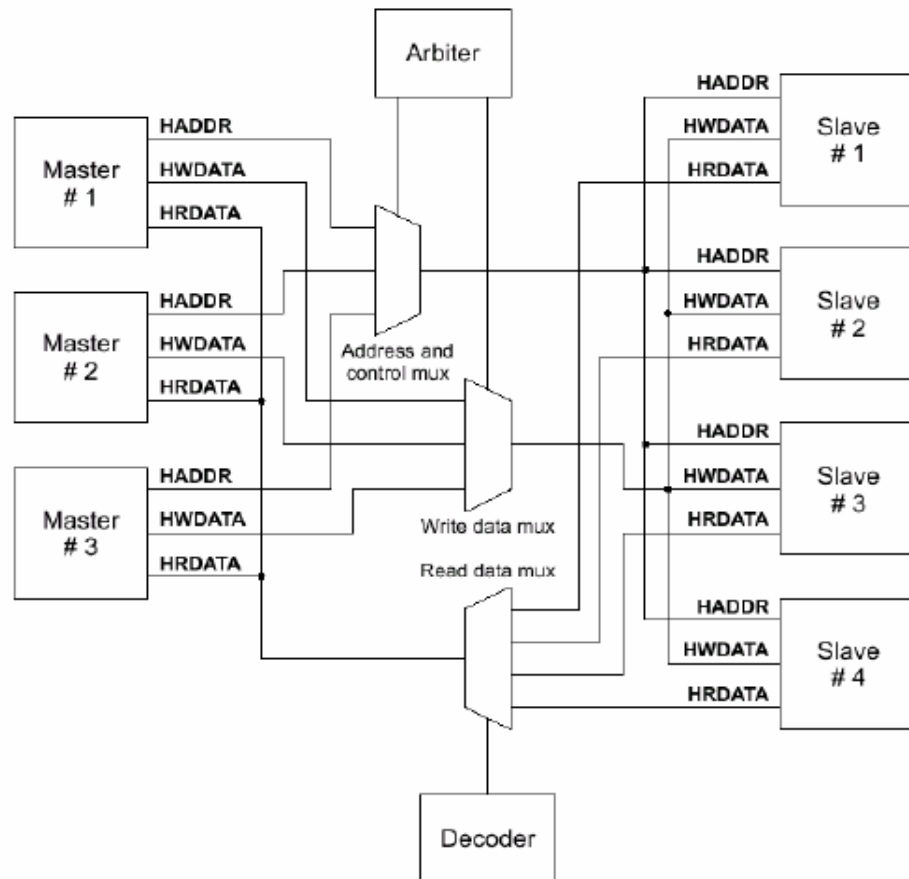 Arbiter
Master
# 1
HADDR
HWDATA
HRDATA
Master
# 2
HADDR
HWDATA
HRDATA
Master
# 3
HADDR
HWDATA
HRDATA
Address and
control mux
Write data mux
Read data mux
Decoder
HADDR
HWDATA
HRDATA
Slave
# 1
HADDR
HWDATA
HRDATA
Slave
# 2
HADDR
HWDATA
HRDATA
Slave
# 3
HADDR
HWDATA
HRDATA
Slave
# 4